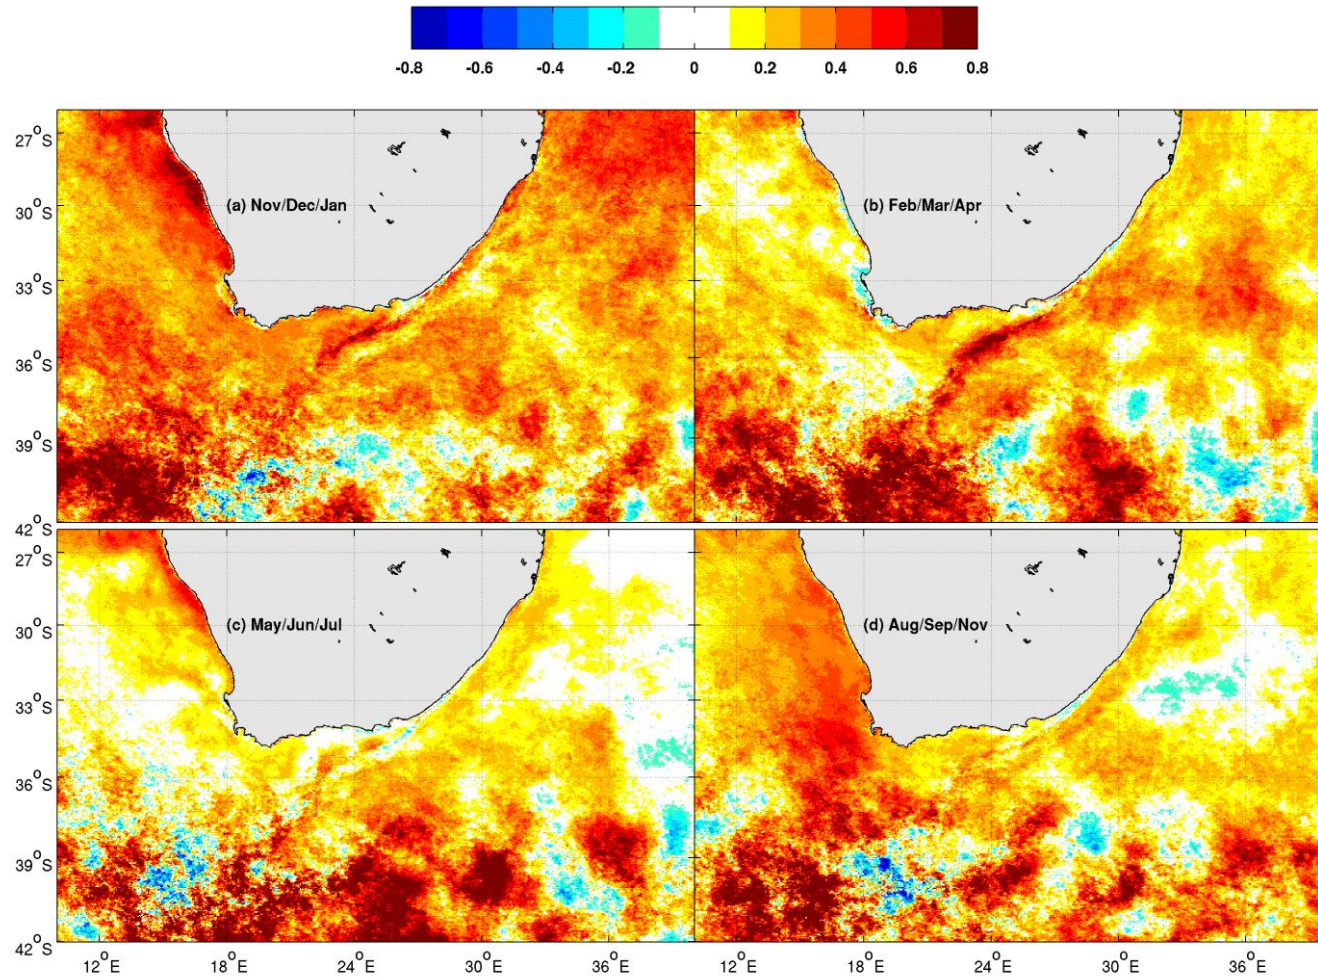 -0.8 -0.6 -0.4 -0.2 0 0.2 0.4 0.6 0.8
27°S
30°S
33°S
36°S
39°S
42°S
(a) Nov/Dec/Jan
(b) Feb/Mar/Apr
27°S
30°S
33°S
36°S
39°S
42°S
(c) May/Jun/Jul
(d) Aug/Sep/Nov
12°E 18°E 24°E 30°E 36°E 12°E 18°E 24°E 30°E 36°E